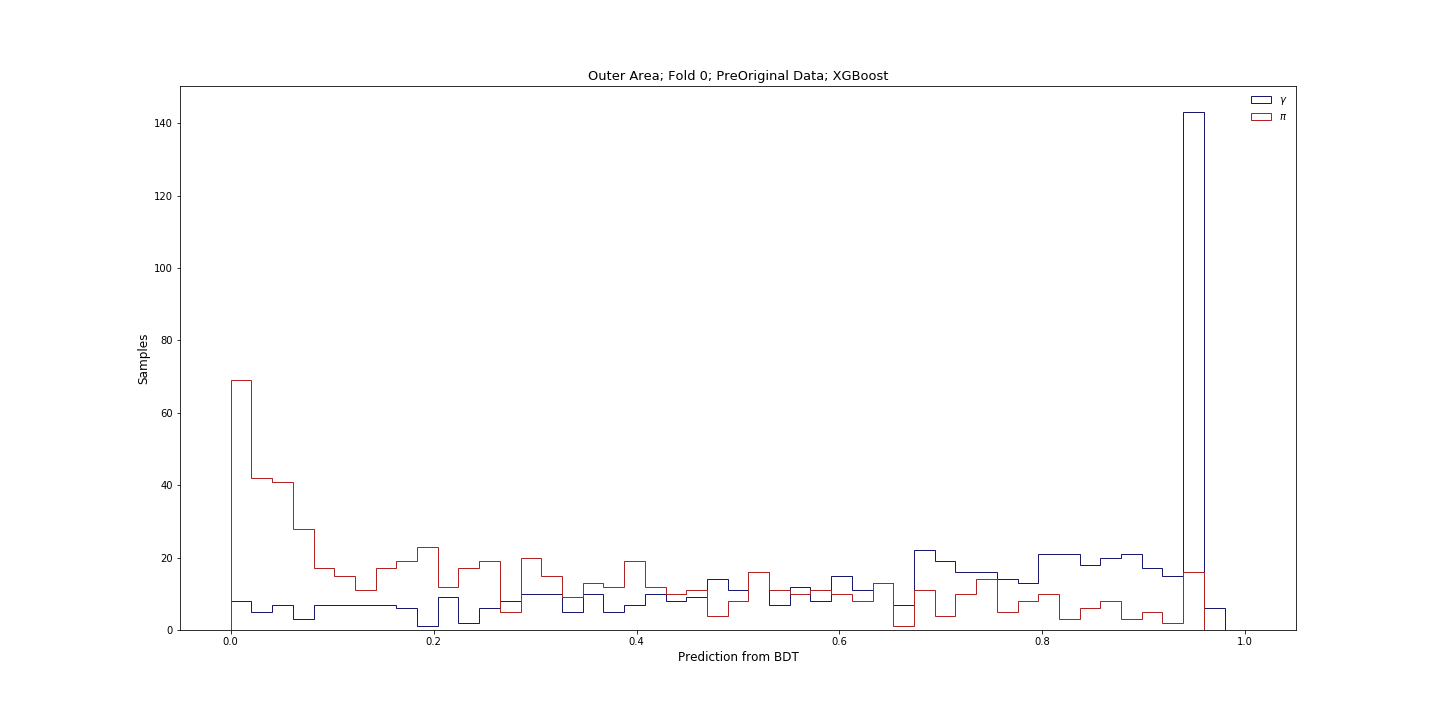 Outer Area; Fold 0; PreOriginal Data; XGBoost
γ
π
140
120
100
80
60
40
20
0
Samples
0.0 0.2 0.4 0.6 0.8 1.0
Prediction from BDT